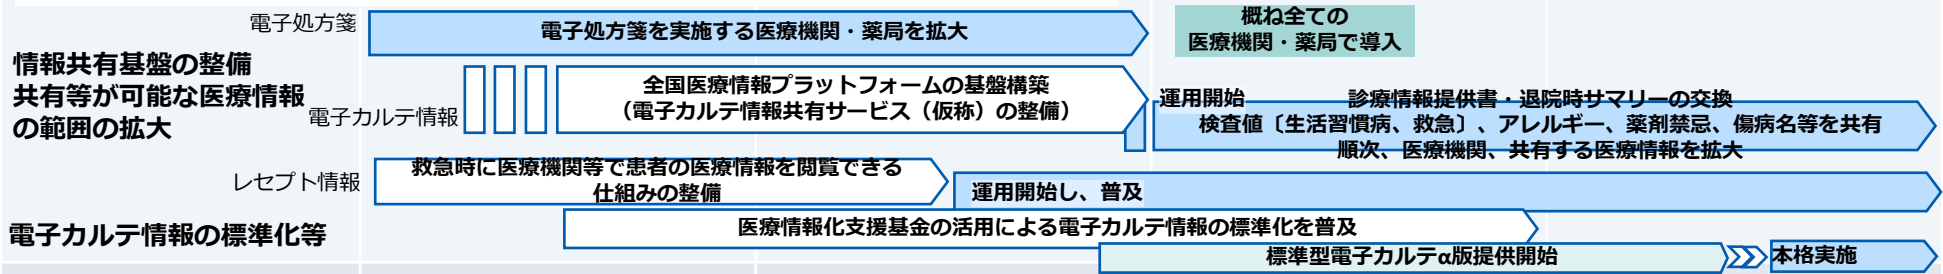 電子処方箋
電子処方箋を実施する医療機関・薬局を拡大
概ね全ての
医療機関・薬局で導入
情報共有基盤の整備
共有等が可能な医療情報
の範囲の拡大
電子カルテ情報
全国医療情報プラットフォームの基盤構築
（電子カルテ情報共有サービス（仮称）の整備）
運用開始
診療情報提供書・退院時サマリーの交換
検査値〔生活習慣病、救急〕、アレルギー、薬剤禁忌、傷病名等を共有
順次、医療機関、共有する医療情報を拡大
レセプト情報
救急時に医療機関等で患者の医療情報を閲覧できる
仕組みの整備
運用開始し、普及
電子カルテ情報の標準化等
医療情報化支援基金の活用による電子カルテ情報の標準化を普及
標準型電子カルテα版提供開始
本格実施